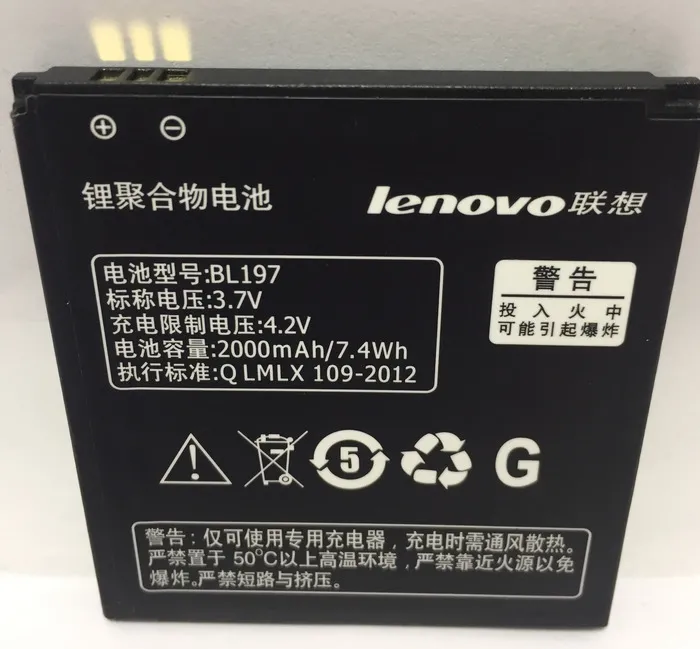 ⊕ ⊖
锂聚合物电池
lenovo联想
电池型号:BL197
标称电压:3.7V
充电限制电压:4.2V
电池容量:2000mAh/7.4Wh
执行标准:Q LMLX 109-2012
警告
投入火中
可能引起爆炸
5
G
警告:仅可使用专用充电器，充电时需通风散热。
严禁置于 50°C以上高温环境，严禁靠近火源以免
爆炸。严禁短路与挤压.